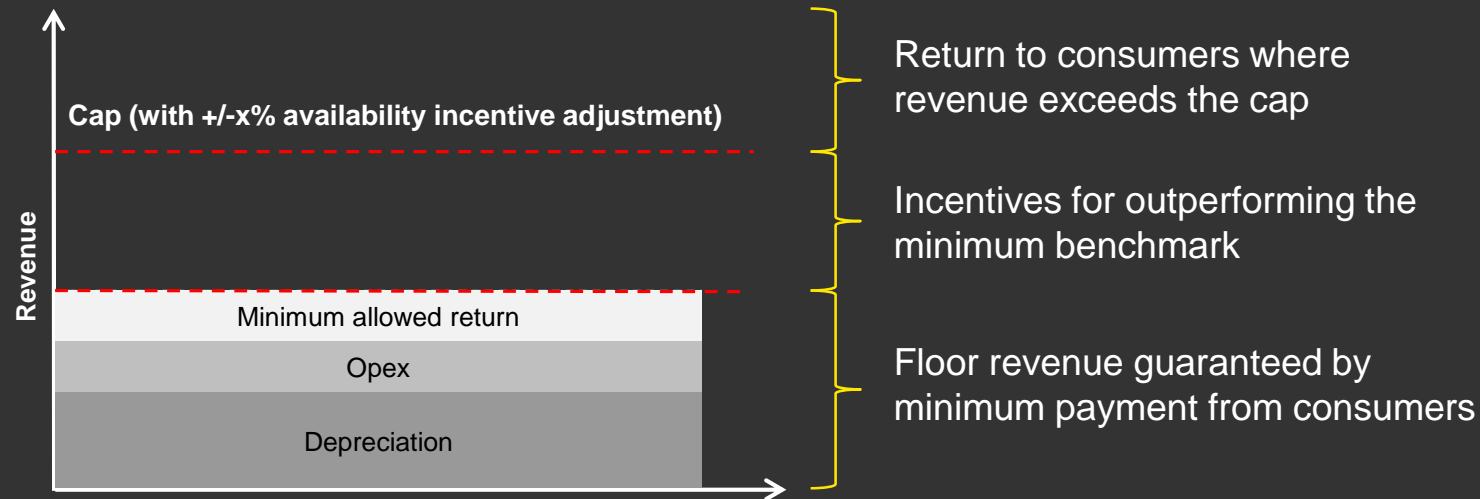 Cap (with +/-x% availability incentive adjustment)
Revenue
Minimum allowed return
Opex
Depreciation
Return to consumers where
revenue exceeds the cap
Incentives for outperforming the
minimum benchmark
Floor revenue guaranteed by
minimum payment from consumers